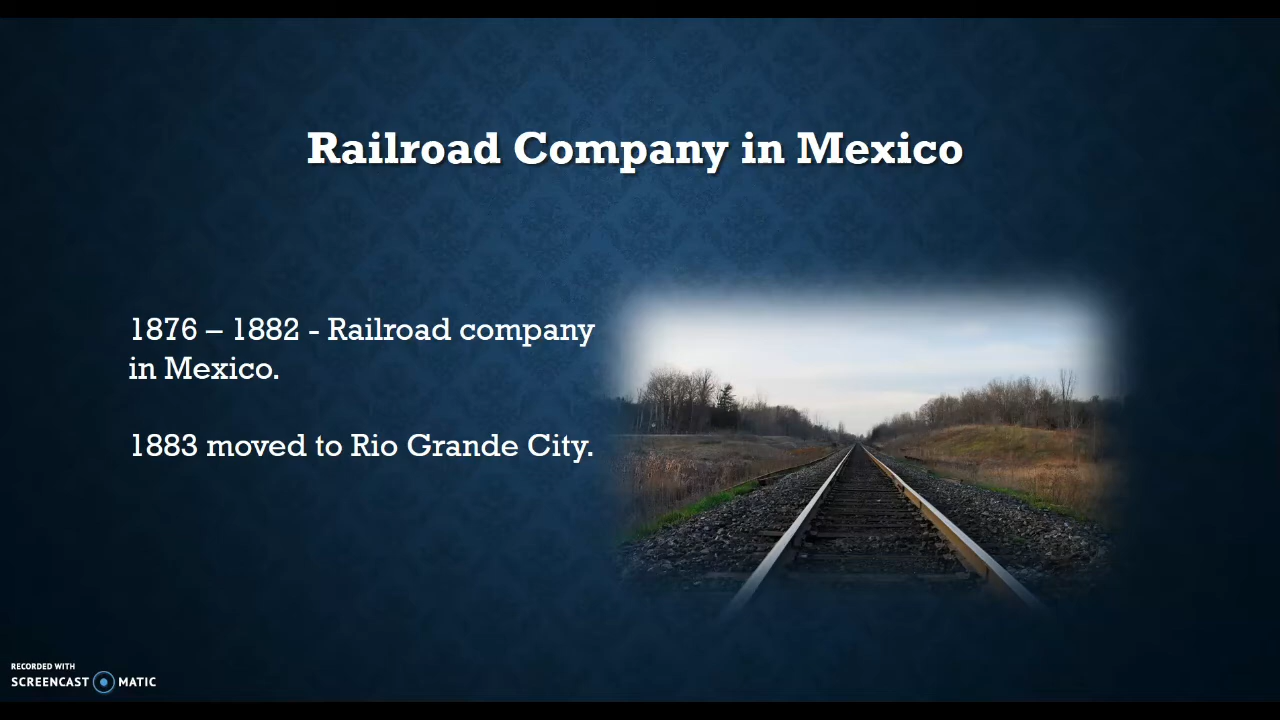 Railroad Company in Mexico
1876 – 1882 - Railroad company
in Mexico.
1883 moved to Rio Grande City.
RECORDED WITH
SCREENCAST MATIC